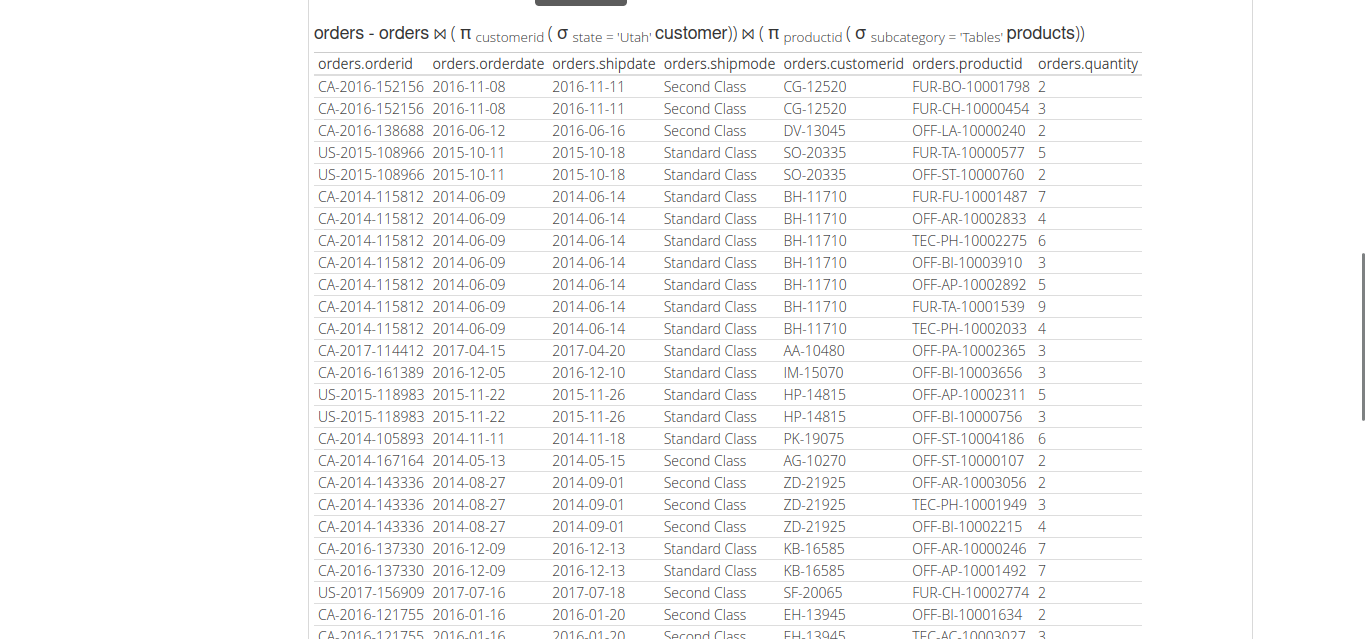 orders - orders ⋈ ( π customerid ( σ state = 'Utah' customer)) ⋈ ( π productid ( σ subcategory = 'Tables' products))
orders.orderid orders.orderdate orders.shipdate orders.shipmode orders.customerid orders.productid orders.quantity
CA-2016-152156 2016-11-08 2016-11-11 Second Class CG-12520 FUR-BO-10001798 2
CA-2016-152156 2016-11-08 2016-11-11 Second Class CG-12520 FUR-CH-10000454 3
CA-2016-138688 2016-06-12 2016-06-16 Second Class DV-13045 OFF-LA-10000240 2
US-2015-108966 2015-10-11 2015-10-18 Standard Class SO-20335 FUR-TA-10000577 5
US-2015-108966 2015-10-11 2015-10-18 Standard Class SO-20335 OFF-ST-10000760 2
CA-2014-115812 2014-06-09 2014-06-14 Standard Class BH-11710 FUR-FU-10001487 7
CA-2014-115812 2014-06-09 2014-06-14 Standard Class BH-11710 OFF-AR-10002833 4
CA-2014-115812 2014-06-09 2014-06-14 Standard Class BH-11710 TEC-PH-10002275 6
CA-2014-115812 2014-06-09 2014-06-14 Standard Class BH-11710 OFF-BI-10003910 3
CA-2014-115812 2014-06-09 2014-06-14 Standard Class BH-11710 OFF-AP-10002892 5
CA-2014-115812 2014-06-09 2014-06-14 Standard Class BH-11710 FUR-TA-10001539 9
CA-2014-115812 2014-06-09 2014-06-14 Standard Class BH-11710 TEC-PH-10002033 4
CA-2017-114412 2017-04-15 2017-04-20 Standard Class AA-10480 OFF-PA-10002365 3
CA-2016-161389 2016-12-05 2016-12-10 Standard Class IM-15070 OFF-BI-10003656 3
US-2015-118983 2015-11-22 2015-11-26 Standard Class HP-14815 OFF-AP-10002311 5
US-2015-118983 2015-11-22 2015-11-26 Standard Class HP-14815 OFF-BI-10000756 3
CA-2014-105893 2014-11-11 2014-11-18 Standard Class PK-19075 OFF-ST-10004186 6
CA-2014-167164 2014-05-13 2014-05-15 Second Class AG-10270 OFF-ST-10000107 2
CA-2014-143336 2014-08-27 2014-09-01 Second Class ZD-21925 OFF-AR-10003056 2
CA-2014-143336 2014-08-27 2014-09-01 Second Class ZD-21925 TEC-PH-10001949 3
CA-2014-143336 2014-08-27 2014-09-01 Second Class ZD-21925 OFF-BI-10002215 4
CA-2016-137330 2016-12-09 2016-12-13 Standard Class KB-16585 OFF-AR-10000246 7
CA-2016-137330 2016-12-09 2016-12-13 Standard Class KB-16585 OFF-AP-10001492 7
US-2017-156909 2017-07-16 2017-07-18 Second Class SF-20065 FUR-CH-10002774 2
CA-2016-121755 2016-01-16 2016-01-20 Second Class EH-13945 OFF-BI-10001634 2
CA-2016-121755 2016-01-16 2016-01-20 Second Class EH-13945 TEC-AC-10003027 3